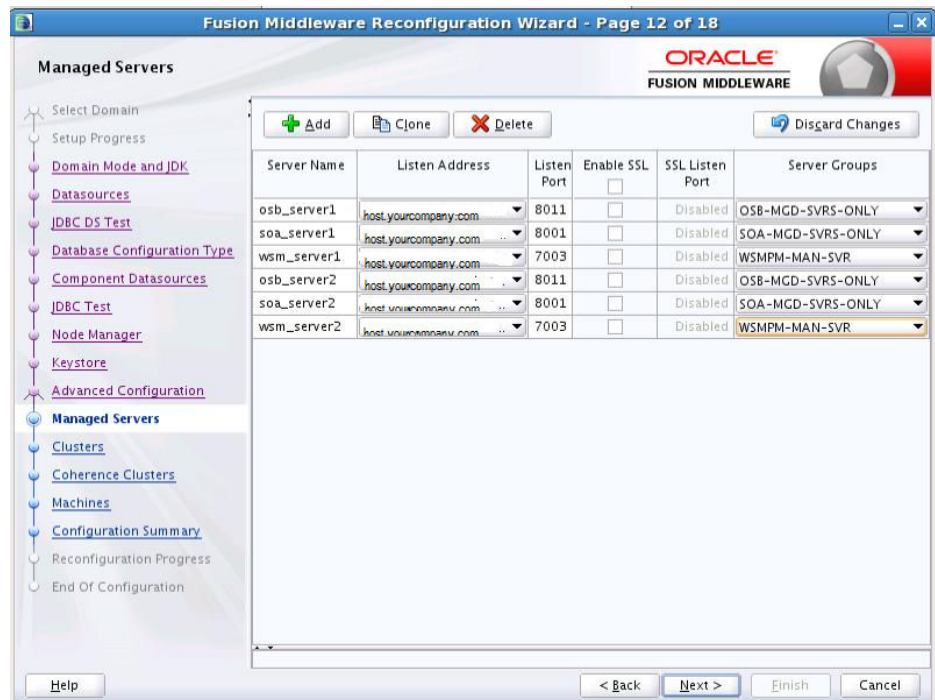 Fusion Middleware Reconfiguration Wizard - Page 12 of 18
Managed Servers
ORACLE
FUSION MIDDLEWARE
Select Domain
Setup Progress
Domain Mode and JDK
Datasources
JDBC DS Test
Database Configuration Type
Component Datasources
JDBC Test
Node Manager
Keystore
Advanced Configuration
Managed Servers
Clusters
Coherence Clusters
Machines
Configuration Summary
Reconfiguration Progress
End Of Configuration
Add Clone Delete Discard Changes
Server Name Listen Address Listen Port Enable SSL SSL Listen Port Server Groups
osb_server1 host.yourcompany.com 8011 Disabled OSB-MGD-SVRS-ONLY
soa_server1 host.yourcompany.com 8001 Disabled SOA-MGD-SVRS-ONLY
wsm_server1 host.yourcompany.com 7003 Disabled WSMPM-MAN-SVR
osb_server2 host.yourcompany.com 8011 Disabled OSB-MGD-SVRS-ONLY
soa_server2 host.yourcompany.com 8001 Disabled SOA-MGD-SVRS-ONLY
wsm_server2 host.yourcompany.com 7003 Disabled WSMPM-MAN-SVR
Help < Back Next > Finish Cancel